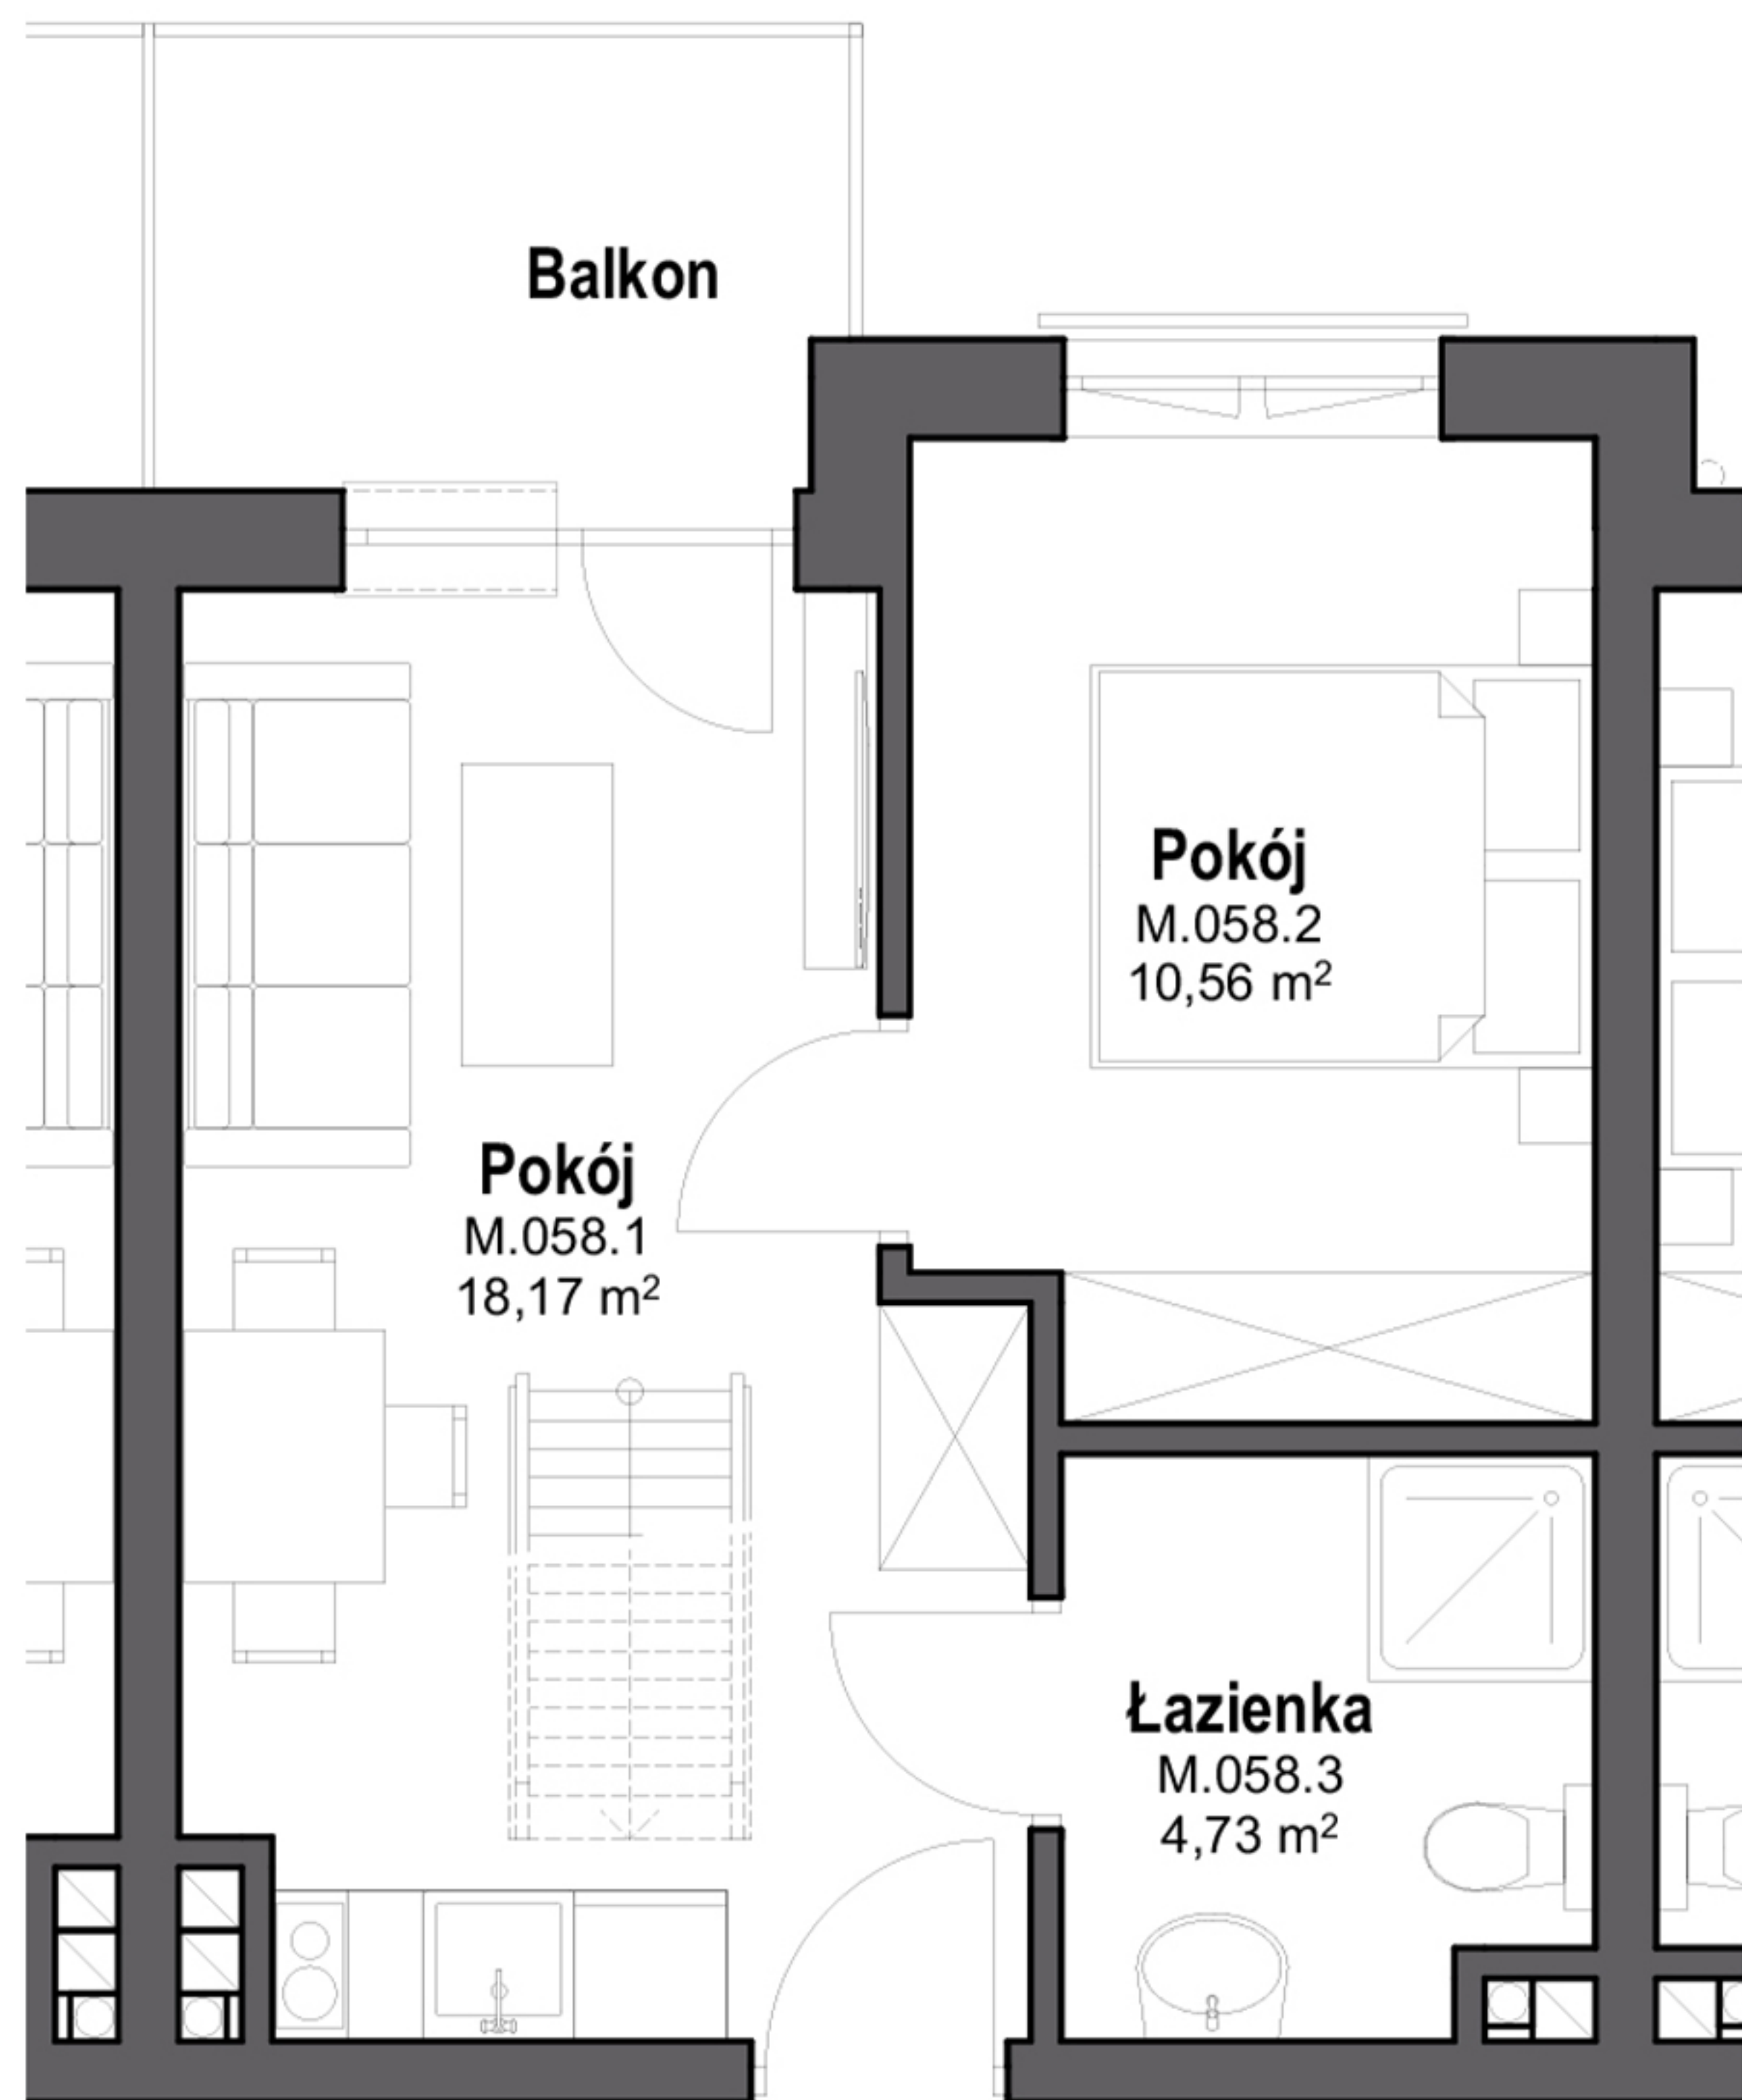 Balkon
Pokój
M.058.2
10,56 m²
Pokój
M.058.1
18,17 m²
Łazienka
M.058.3
4,73 m²